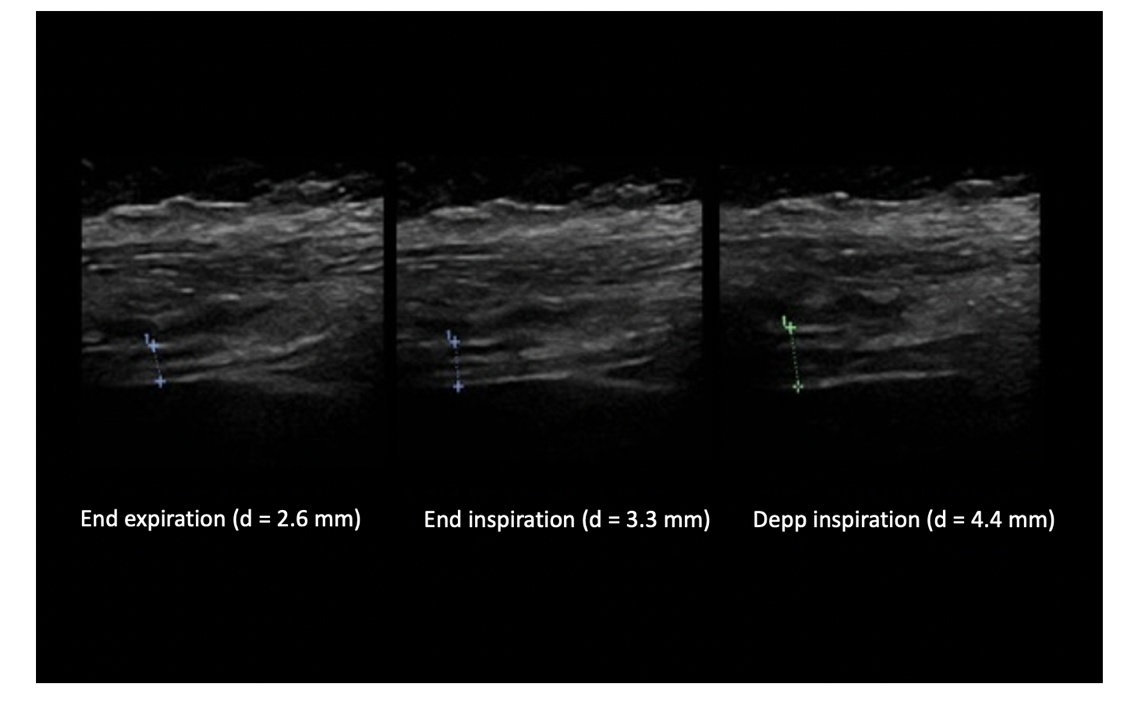 End expiration (d = 2.6 mm)
End inspiration (d = 3.3 mm)
Depp inspiration (d = 4.4 mm)